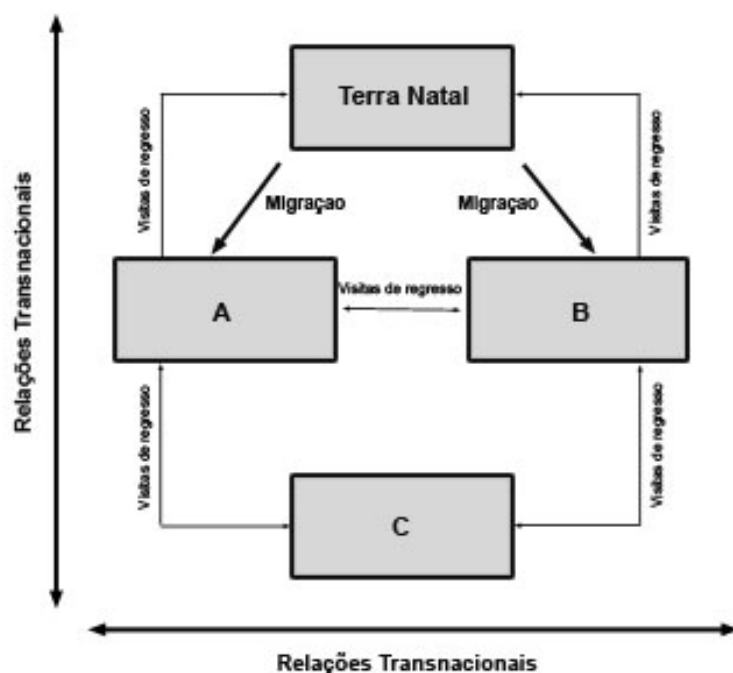 Terra Natal
Visitas de regresso
Visitas de regresso
Migraçao
Migraçao
Relações Transnacionais
A
Visitas de regresso
B
Visitas de regresso
Visitas de regresso
C
Relações Transnacionais